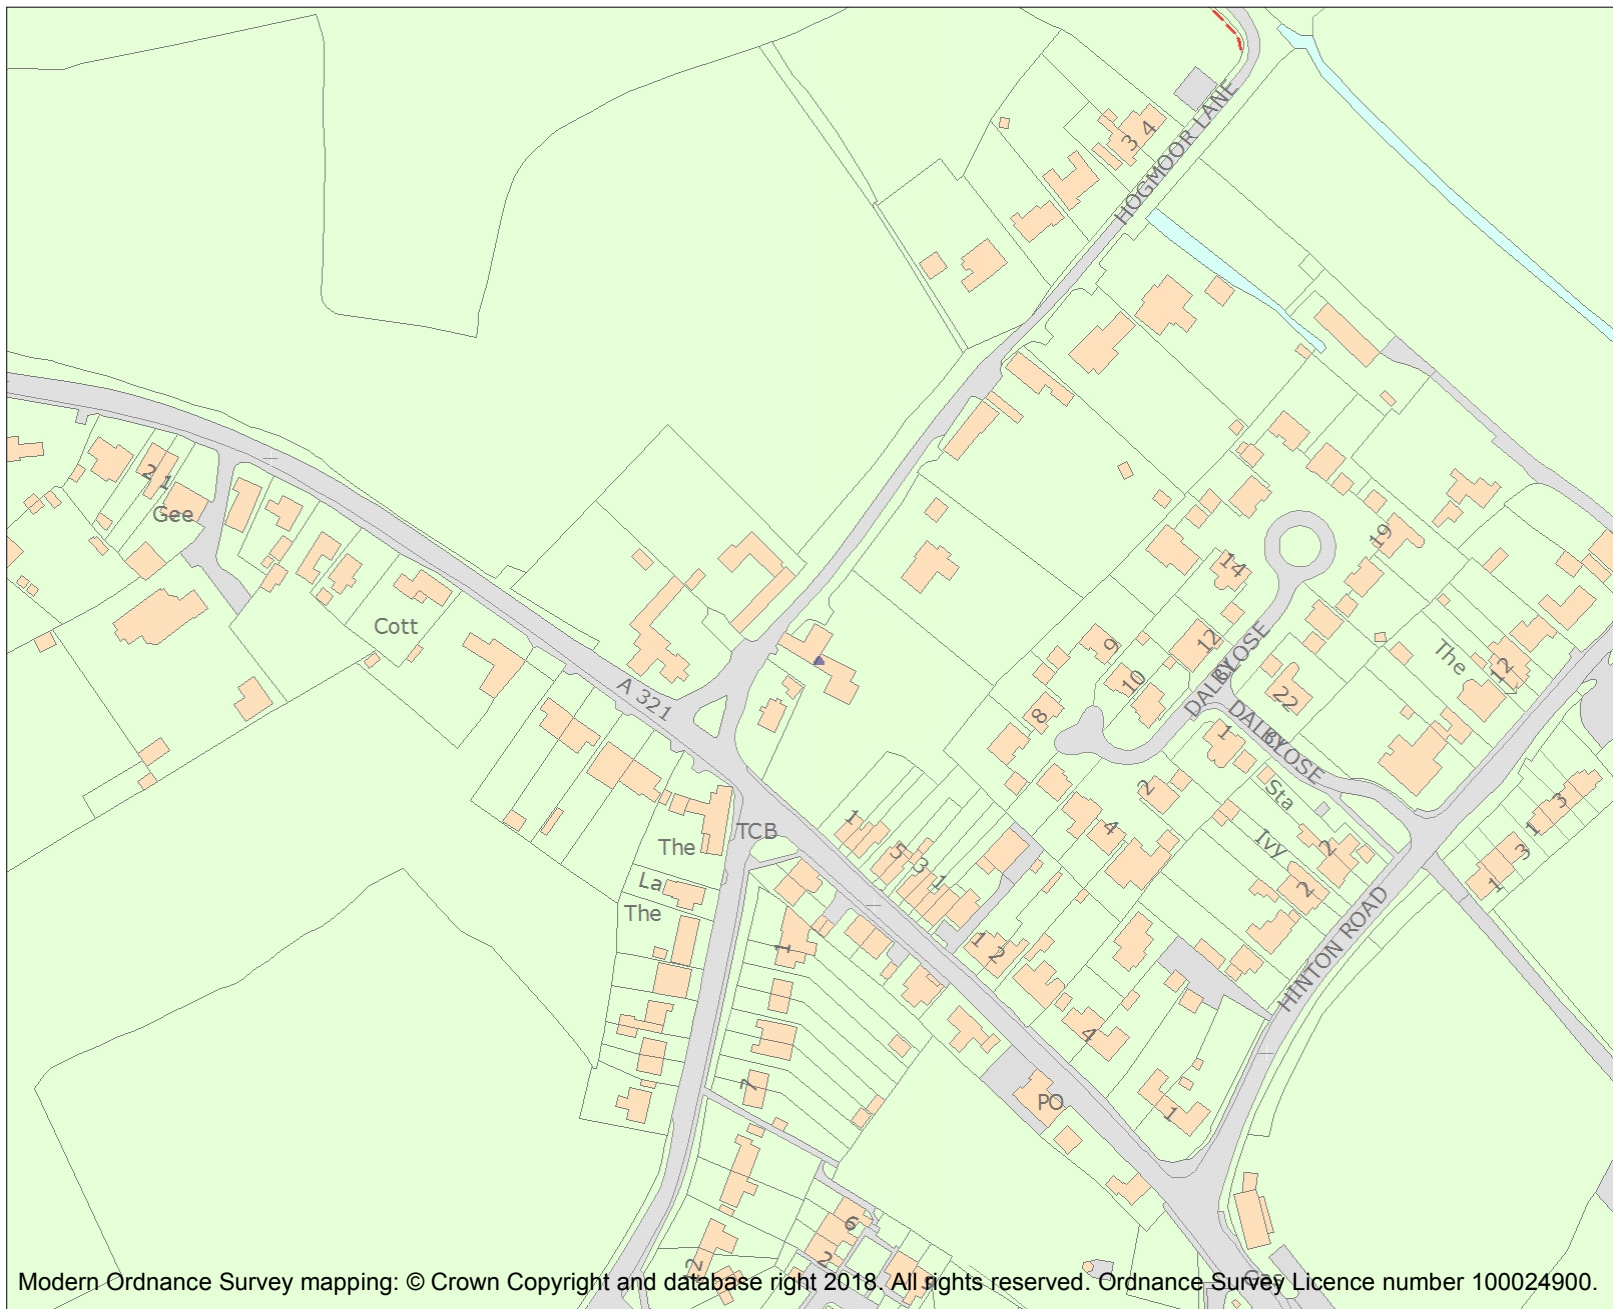 HOGMOOR LANE
3 4
2 1
Gee
Cott
A 321
19
14
12
9
10
8
DALBY
CLOSE
22
The
12
DALBY
CLOSE
1
2
Sta
4
Ivy
2
2
3
1
3
1
TCB
The
La
The
1
5
3
1
1
1 2
HINTON ROAD
4
7
PO
1
6
2
12
Modern Ordnance Survey mapping: © Crown Copyright and database right 2018. All rights reserved. Ordnance Survey Licence number 100024900.